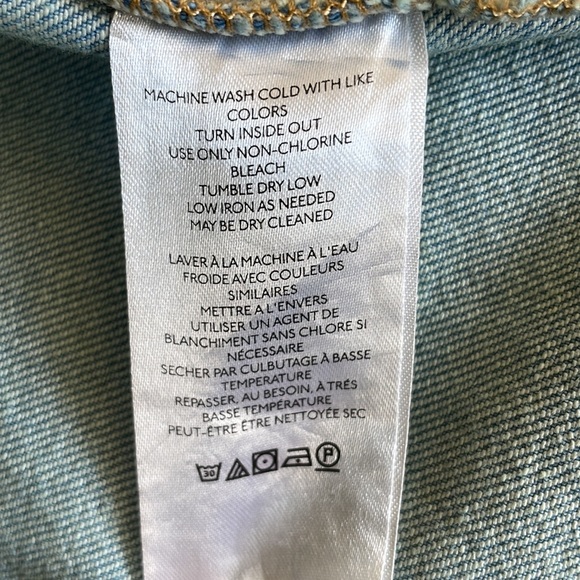 MACHINE WASH COLD WITH LIKE
COLORS
TURN INSIDE OUT
USE ONLY NON-CHLORINE
BLEACH
TUMBLE DRY LOW
LOW IRON AS NEEDED
MAY BE DRY CLEANED
LAVER À LA MACHINE À L'EAU
FROIDE AVEC COULEURS
SIMILAIRES
METTRE A L'ENVERS
UTILISER UN AGENT DE
BLANCHIMENT SANS CHLORE SI
NÉCESSAIRE
SECHER PAR CULBUTAGE À BASSE
TEMPERATURE
REPASSER, AU BESOIN, À TRÉS
BASSE TEMPÉRATURE
PEUT-ÊTRE ÊTRE NETTOYÉE SEC
30 P